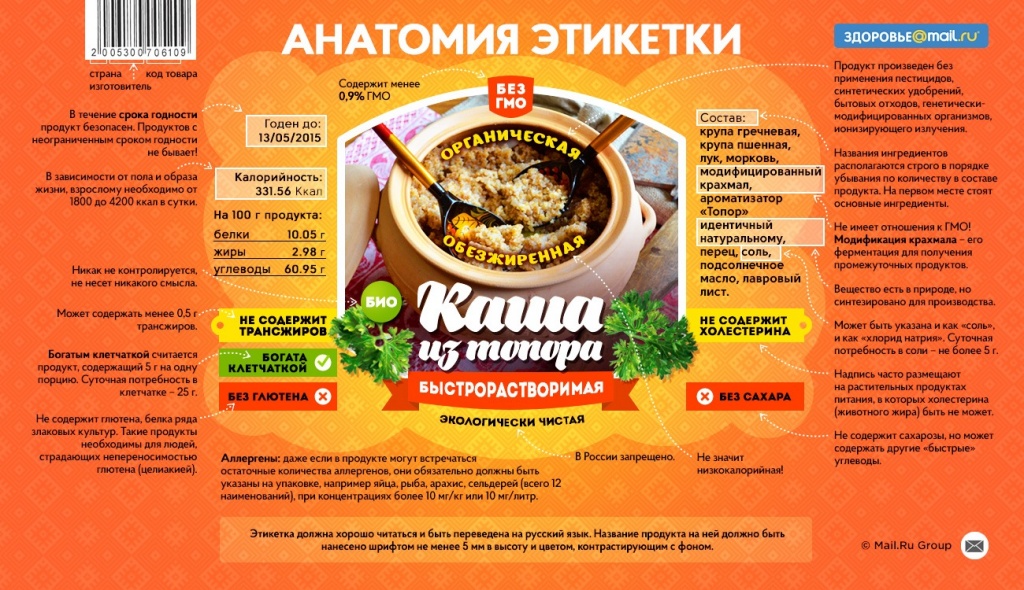 2 005300 706109
страна
изготовитель
код товара
АНАТОМИЯ ЭТИКЕТКИ
ЗДОРОВЬЕ@mail.ru
В течение срока годности
продукт безопасен. Продуктов с
неограниченным сроком годности
не бывает!
В зависимости от пола и образа
жизни, взрослому необходимо от
1800 до 4200 ккал в сутки.
Никак не контролируется,
не несет никакого смысла.
Может содержать менее 0,5 г
трансжиров.
Богатым клетчаткой считается
продукт, содержащий 5 г на одну
порцию. Суточная потребность в
клетчатке – 25 г.
Не содержит глютена, белка ряда
злаковых культур. Такие продукты
необходимы для людей,
страдающих непереносимостью
глютена (целиакией).
Годен до:
13/05/2015
Калорийность:
331.56 Ккал
На 100 г продукта:
белки 10.05 г
жиры 2.98 г
углеводы 60.95 г
НЕ СОДЕРЖИТ
ТРАНСЖИРОВ
БОГАТА
КЛЕТЧАТКОЙ
БЕЗ ГЛЮТЕНА
Содержит менее
0,9% ГМО
БЕЗ
ГМО
ОРГАНИЧЕСКАЯ
ОБЕЗЖИРЕННАЯ
БИО
Каша
из топора
БЫСТРОРАСТВОРИМАЯ
ЭКОЛОГИЧЕСКИ ЧИСТАЯ
Состав:
крупа гречневая,
крупа пшенная,
лук, морковь,
модифицированный
крахмал,
ароматизатор
«Топор»
идентичный
натуральному,
перец, соль,
подсолнечное
масло, лавровый
лист.
НЕ СОДЕРЖИТ
ХОЛЕСТЕРИНА
БЕЗ САХАРА
Продукт произведен без
применения пестицидов,
синтетических удобрений,
бытовых отходов, генетически-
модифицированных организмов,
ионизирующего излучения.
Названия ингредиентов
располагаются строго в порядке
убывания по количеству в составе
продукта. На первом месте стоят
основные ингредиенты.
Не имеет отношения к ГМО!
Модификация крахмала – его
ферментация для получения
промежуточных продуктов.
Вещество есть в природе, но
синтезировано для производства.
Может быть указана и как «соль»,
и как «хлорид натрия». Суточная
потребность в соли – не более 5 г.
Надпись часто размещают
на растительных продуктах
питания, в которых холестерина
(животного жира) быть не может.
Не содержит сахарозы, но может
содержать другие «быстрые»
углеводы.
Аллергены: даже если в продукте могут встречаться
остаточные количества аллергенов, они обязательно должны быть
указаны на упаковке, например яйца, рыба, арахис, сельдерей (всего 12
наименований), при концентрациях более 10 мг/кг или 10 мг/литр.
В России запрещено.
Не значит
низкокалорийная!
Этикетка должна хорошо читаться и быть переведена на русский язык. Название продукта на ней должно быть
нанесено шрифтом не менее 5 мм в высоту и цветом, контрастирующим с фоном.
© Mail.Ru Group